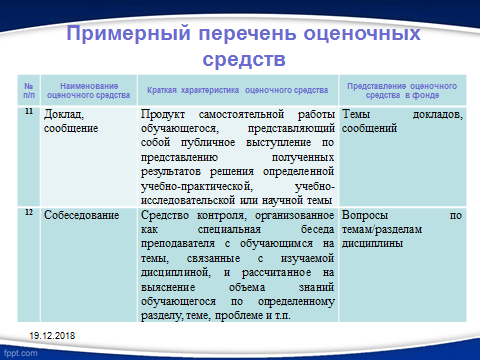 Примерный перечень оценочных
средств
№
п/п
Наименование
оценочного средства
Краткая характеристика оценочного средства
Представление оценочного
средства в фонде
11
Доклад,
сообщение
Продукт самостоятельной работы
обучающегося, представляющий
собой публичное выступление по
представлению полученных
результатов решения определенной
учебно-практической, учебно-
исследовательской или научной темы
Темы докладов,
сообщений
12
Собеседование
Средство контроля, организованное
как специальная беседа
преподавателя с обучающимся на
темы, связанные с изучаемой
дисциплиной, и рассчитанное на
выяснение объема знаний
обучающегося по определенному
разделу, теме, проблеме и т.п.
Вопросы по
темам/разделам
дисциплины
19.12.2018
fppt.com